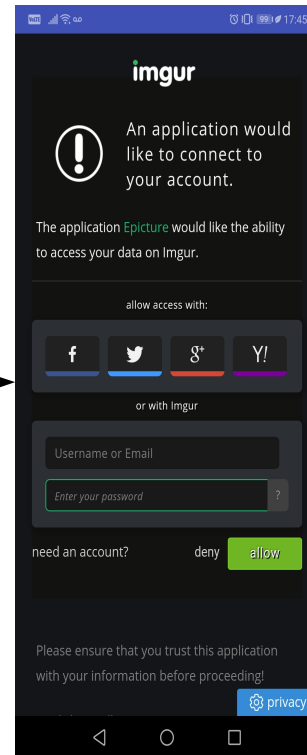 99 17:45
imgur
An application would
like to connect to
your account.
The application Epicture would like the ability
to access your data on Imgur.
allow access with:
f g+ Y!
or with Imgur
Username or Email
Enter your password ?
need an account? deny allow
Please ensure that you trust this application
with your information before proceeding!
privacy